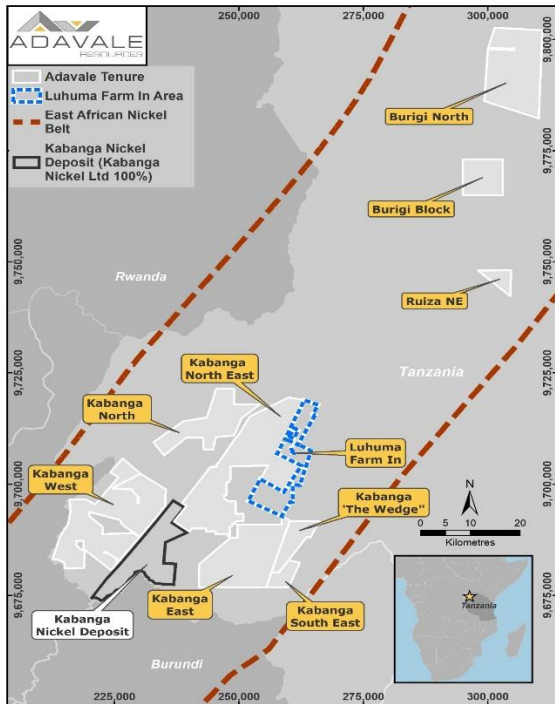 250,000
275,000
300,000
ADAVALE
RESOURCES
Adavale Tenure
Luhuma Farm In Area
East African Nickel
Belt
Kabanga Nickel
Deposit (Kabanga
Nickel Ltd 100%)
9,800,000
Burigi North
9,775,000
9,775,000
Burigi Block
9,750,000
9,750,000
Rwanda
Ruiza NE
9,725,000
9,725,000
Tanzania
Kabanga
North East
Kabanga
North
Luhuma
Farm In
Kabanga
West
9,700,000
9,700,000
Kabanga
'The Wedge"
N
0 5 10 20
Kilometres
9,675,000
9,675,000
Kabanga
Nickel Deposit
Kabanga
East
Kabanga
South East
Tanzania
Burundi
225,000
250,000
275,000
300,000